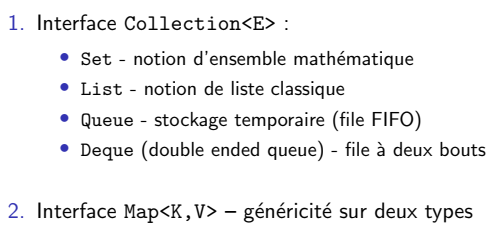 1. Interface Collection<E> :
• Set - notion d'ensemble mathématique
• List - notion de liste classique
• Queue - stockage temporaire (file FIFO)
• Deque (double ended queue) - file à deux bouts
2. Interface Map<K,V> – généricité sur deux types